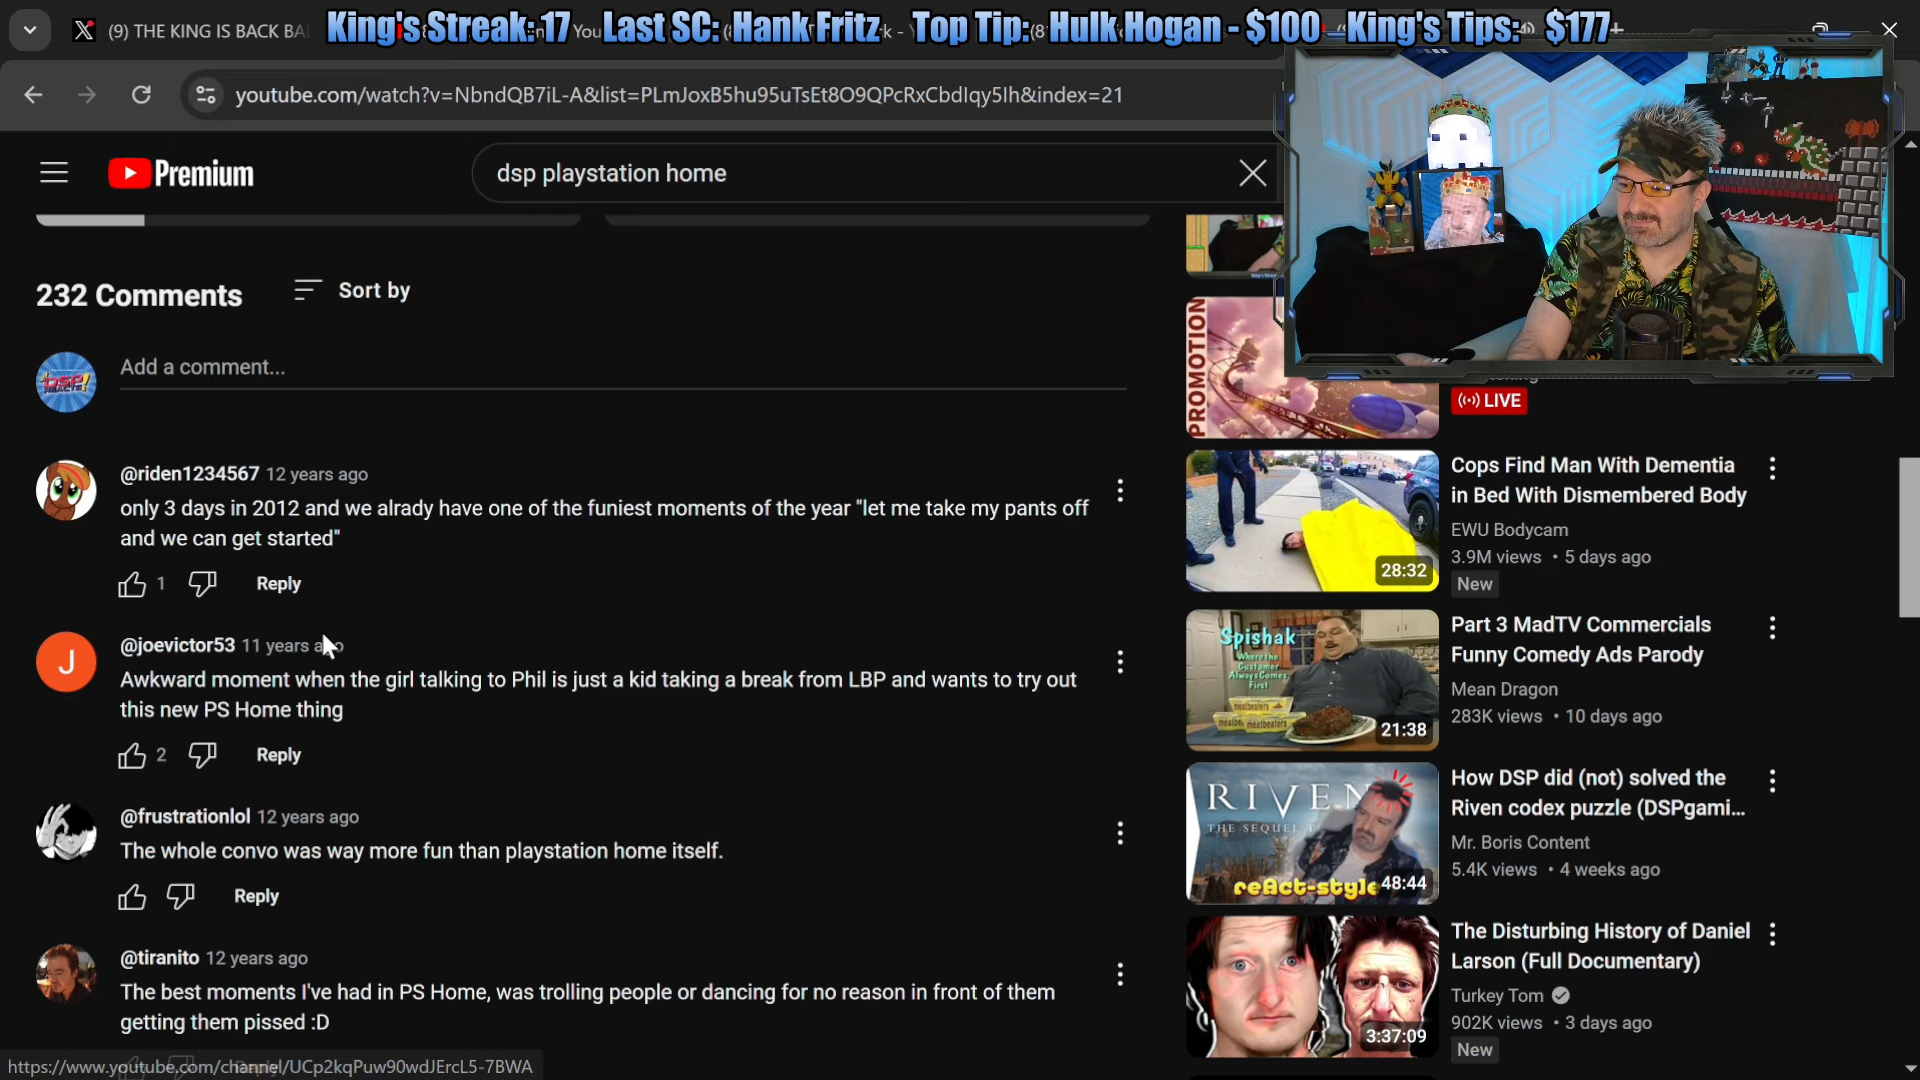 King's Streak: 17 Last SC: Hank Fritz Top Tip: Hulk Hogan - $100 King's Tips: $177
(9) THE KING IS BACK BA
youtube.com/watch?v=NbndQB7iL-A&list=PLmJoxB5hu95uTsEt8O9QPcRxCbdIqy5Ih&index=21
Premium
dsp playstation home
232 Comments
Sort by
DSP REACTS!
Add a comment...
@riden1234567 12 years ago
only 3 days in 2012 and we alrady have one of the funiest moments of the year "let me take my pants off
and we can get started"
1
Reply
J
@joevictor53 11 years ago
Awkward moment when the girl talking to Phil is just a kid taking a break from LBP and wants to try out
this new PS Home thing
2
Reply
@frustrationlol 12 years ago
The whole convo was way more fun than playstation home itself.
Reply
@tiranito 12 years ago
The best moments I've had in PS Home, was trolling people or dancing for no reason in front of them
getting them pissed :D
Reply
https://www.youtube.com/channel/UCp2kqPuw90wdJErcL5-7BWA
PROMOTION
LIVE
28:32
Cops Find Man With Dementia
in Bed With Dismembered Body
EWU Bodycam
3.9M views • 5 days ago
New
Spishak
Where the
Customer
Always Comes
First
meatbeaters
21:38
Part 3 MadTV Commercials
Funny Comedy Ads Parody
Mean Dragon
283K views • 10 days ago
RIVEN
THE SEQUEL T
reAct-style
48:44
How DSP did (not) solved the
Riven codex puzzle (DSPgami...
Mr. Boris Content
5.4K views • 4 weeks ago
3:37:09
The Disturbing History of Daniel
Larson (Full Documentary)
Turkey Tom
902K views • 3 days ago
New